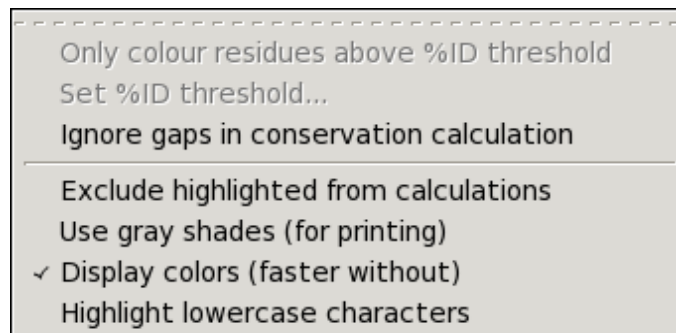 Only colour residues above %ID threshold
Set %ID threshold...
Ignore gaps in conservation calculation
Exclude highlighted from calculations
Use gray shades (for printing)
Display colors (faster without)
Highlight lowercase characters